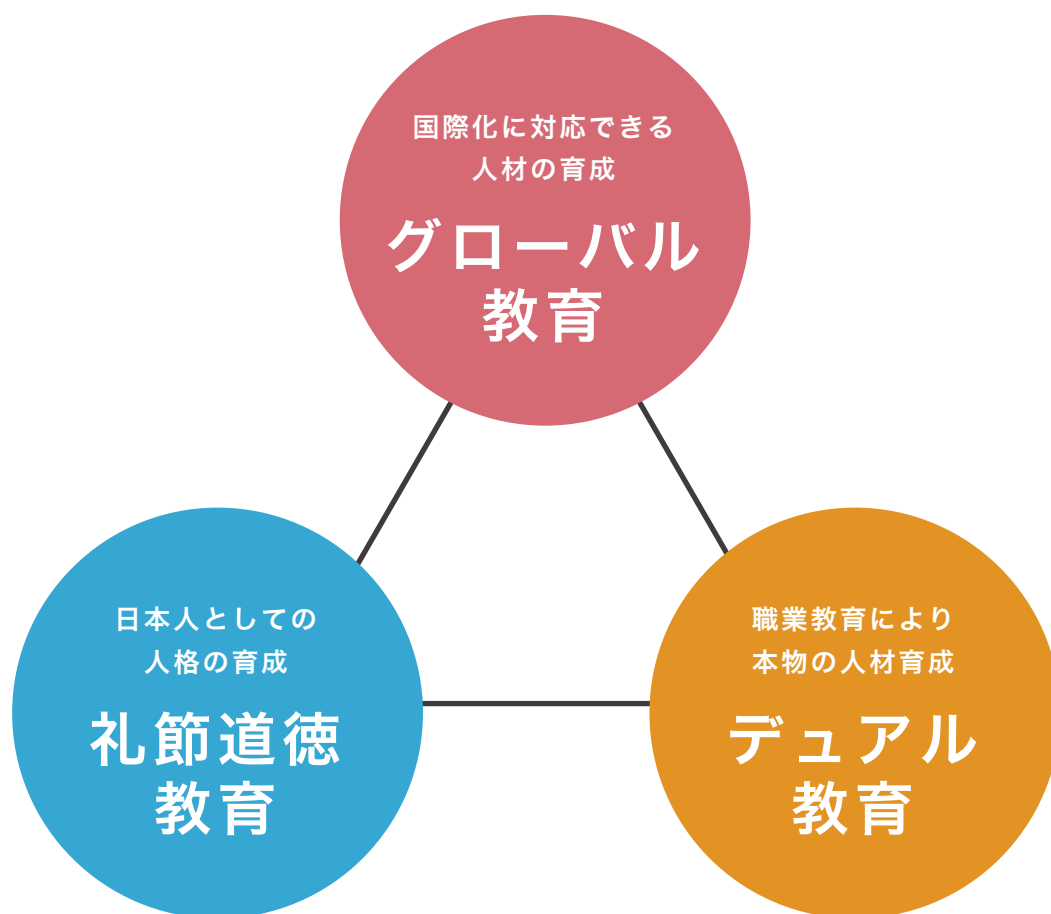 国際化に対応できる
人材の育成
グローバル
教育
日本人としての
人格の育成
礼節道徳
教育
職業教育により
本物の人材育成
デュアル
教育